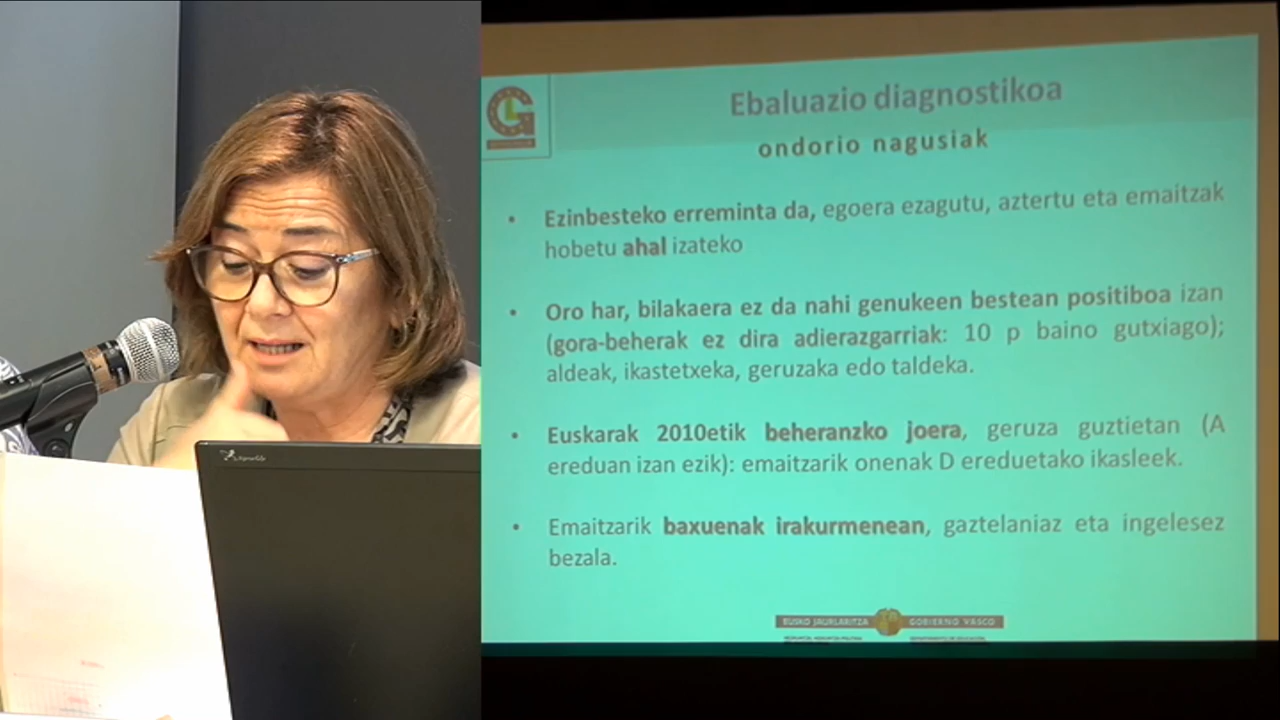 Ebaluazio diagnostikoa
ondorio nagusiak
• Ezinbesteko erreminta da, egoera ezagutu, aztertu eta emaitzak
hobetu ahal izateko
• Oro har, bilakaera ez da nahi genukeen bestean positiboa izan
(gora-beherak ez dira adierazgarriak: 10 p baino gutxiago);
aldeak, ikastetxeka, geruzaka edo taldeka.
• Euskarak 2010etik beheranzko joera, geruza guztietan (A
ereduan izan ezik): emaitzarik onenak D ereduetako ikasleek.
• Emaitzarik baxuenak irakurmenean, gaztelaniaz eta ingelesez
bezala.
EUSKO JAURLARITZA GOBIERNO VASCO